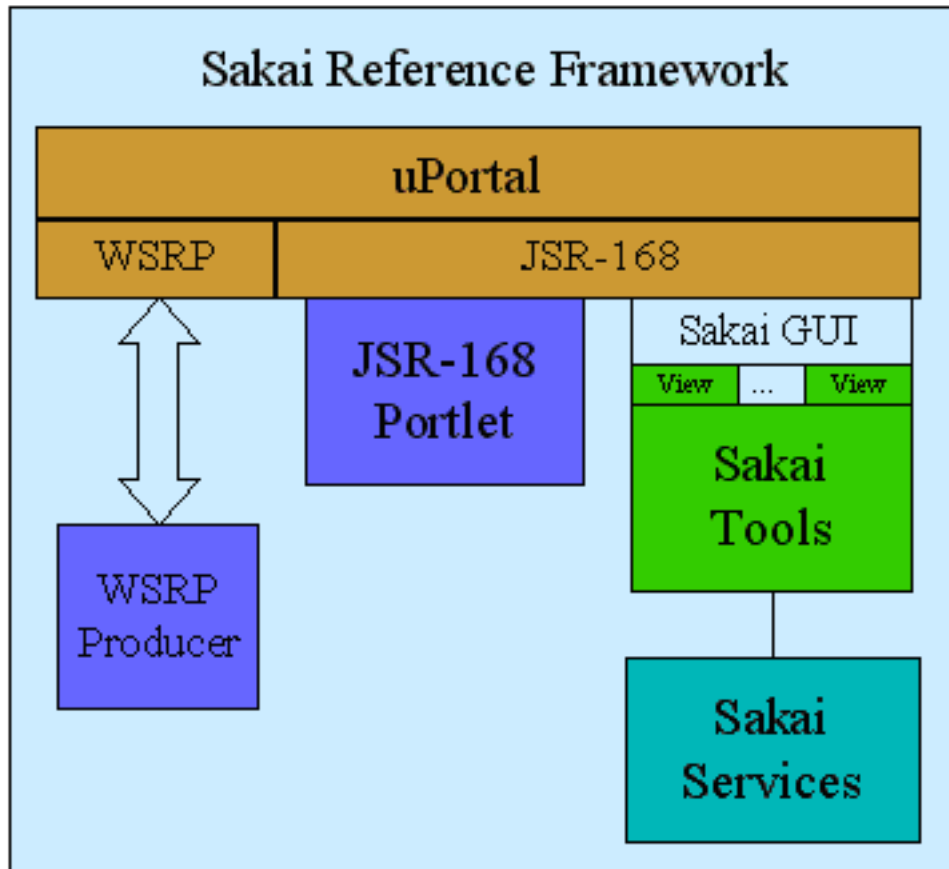 Sakai Reference Framework
uPortal
WSRP
JSR-168
JSR-168
Portlet
Sakai GUI
View
...
View
Sakai
Tools
WSRP
Producer
Sakai
Services